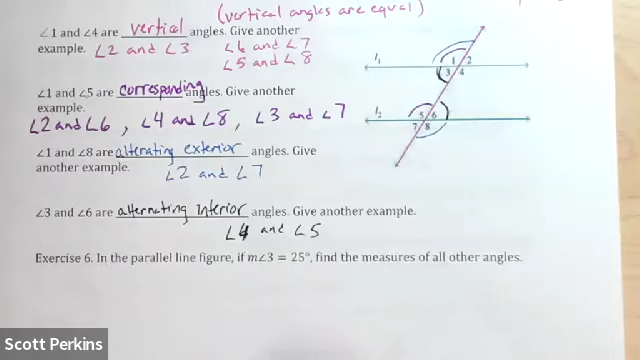 (vertical angles are equal)
∠1 and ∠4 are vertical angles. Give another
example. ∠2 and ∠3 ∠6 and ∠7
∠5 and ∠8
∠1 and ∠5 are corresponding angles. Give another
example.
∠2 and ∠6, ∠4 and ∠8, ∠3 and ∠7
∠1 and ∠8 are alterating exterior angles. Give
another example. ∠2 and ∠7
∠3 and ∠6 are alternating interior angles. Give another example.
∠4 and ∠5
Exercise 6. In the parallel line figure, if m∠3 = 25°, find the measures of all other angles.
l₁
1 2
3 4
l₂
5 6
7 8
Scott Perkins